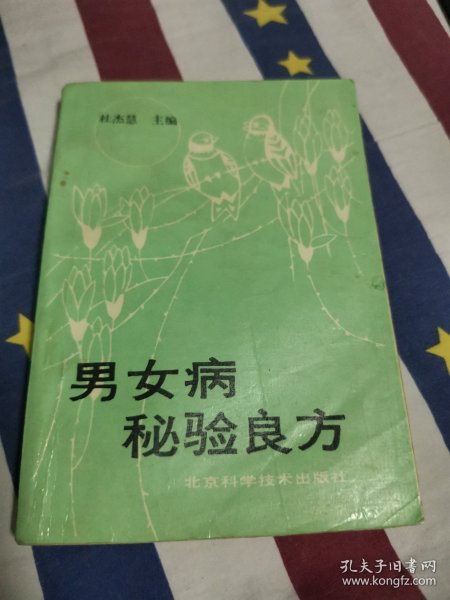 杜杰慧 主编
男女病
秘验良方
北京科学技术出版社
孔夫子旧书网
www.kongfz.com